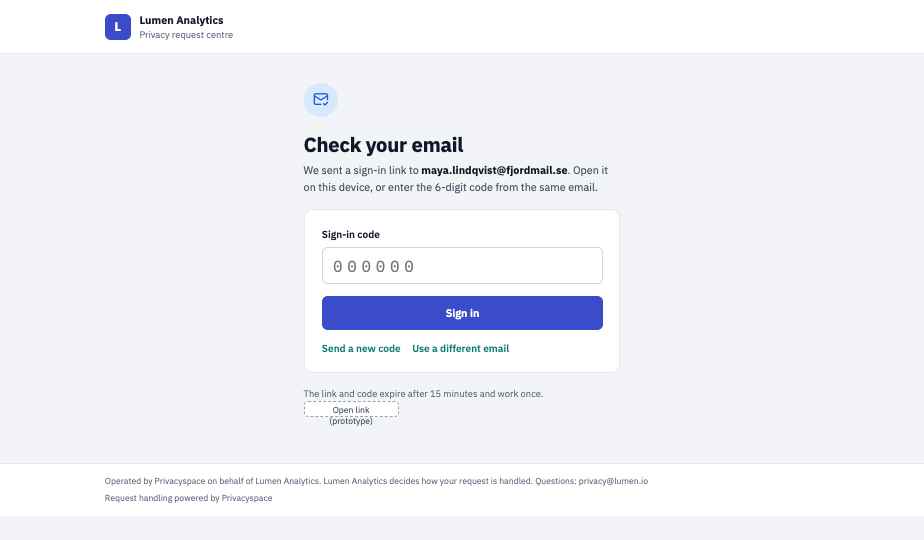 L
Lumen Analytics
Privacy request centre
Check your email
We sent a sign-in link to maya.lindqvist@fjordmail.se. Open it
on this device, or enter the 6-digit code from the same email.
Sign-in code
000000
Sign in
Send a new code Use a different email
The link and code expire after 15 minutes and work once.
Open link
(prototype)
Operated by Privacyspace on behalf of Lumen Analytics. Lumen Analytics decides how your request is handled. Questions: privacy@lumen.io
Request handling powered by Privacyspace